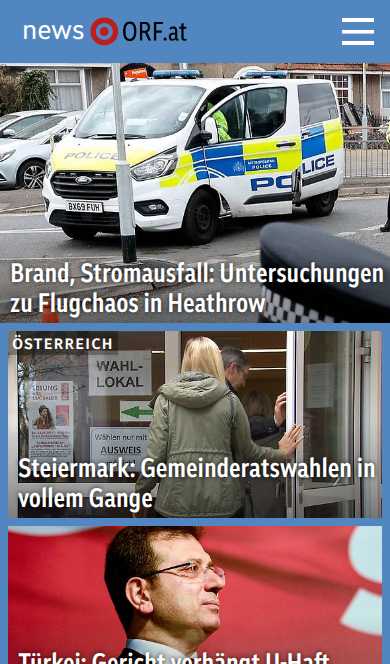 news ORF.at
POLICE
METROPOLITAN
POLICE
POLICE
BX69 FUH
Brand, Stromausfall: Untersuchungen
zu Flugchaos in Heathrow
ÖSTERREICH
WAHL-
LOKAL
Wählen nur mit
AUSWEIS
Steiermark: Gemeinderatswahlen in
vollem Gange
Türkei: Gericht verhängt U-Haft